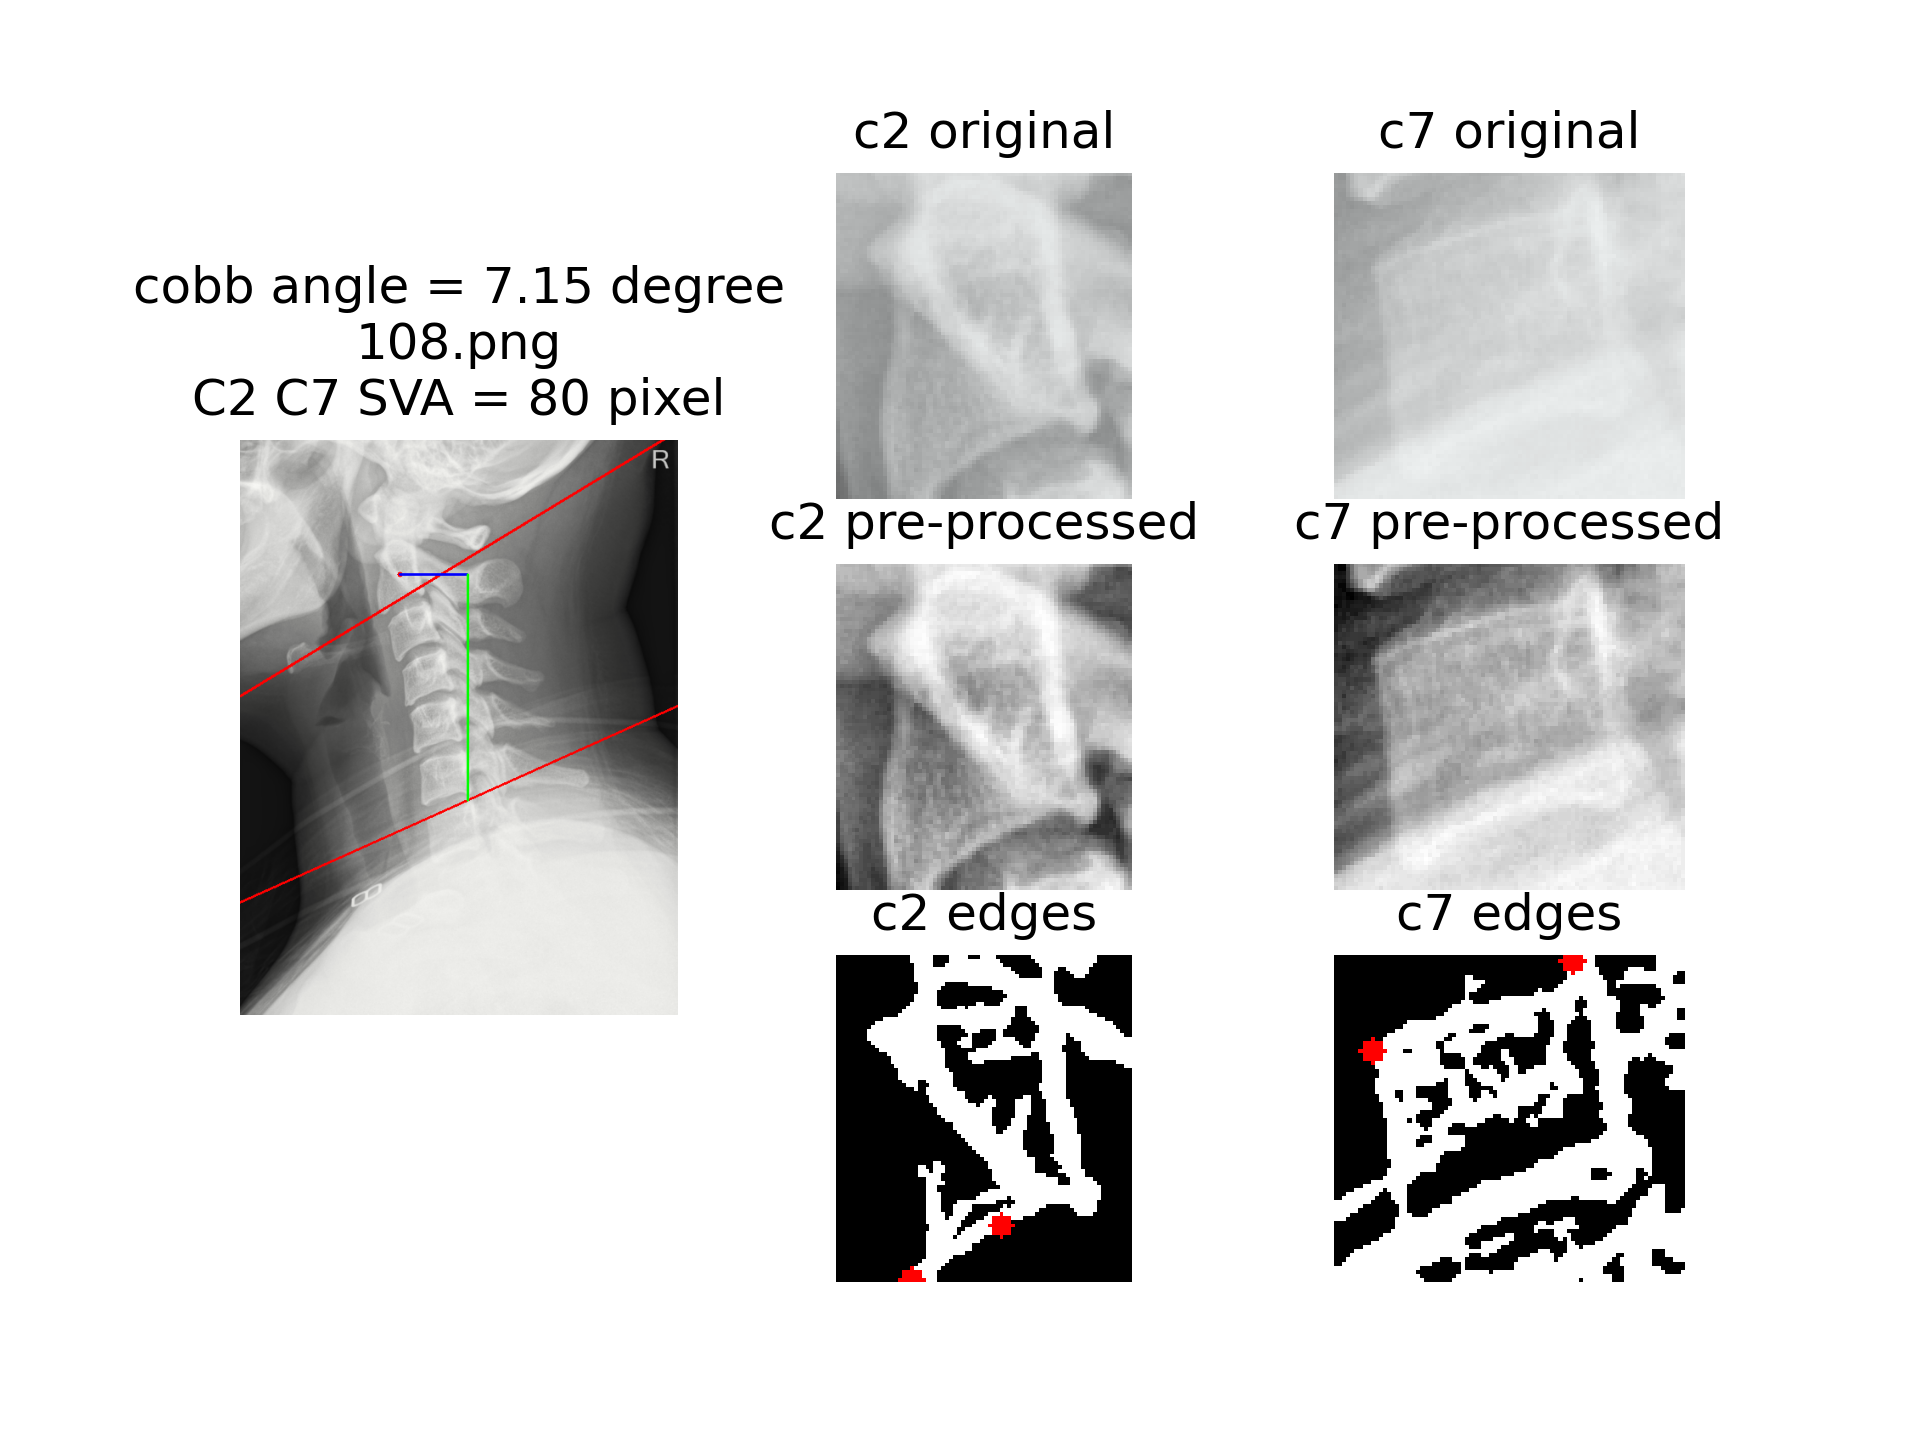 cobb angle = 7.15 degree
108.png
C2 C7 SVA = 80 pixel
R
c2 original
c7 original
c2 pre-processed
c7 pre-processed
c2 edges
c7 edges